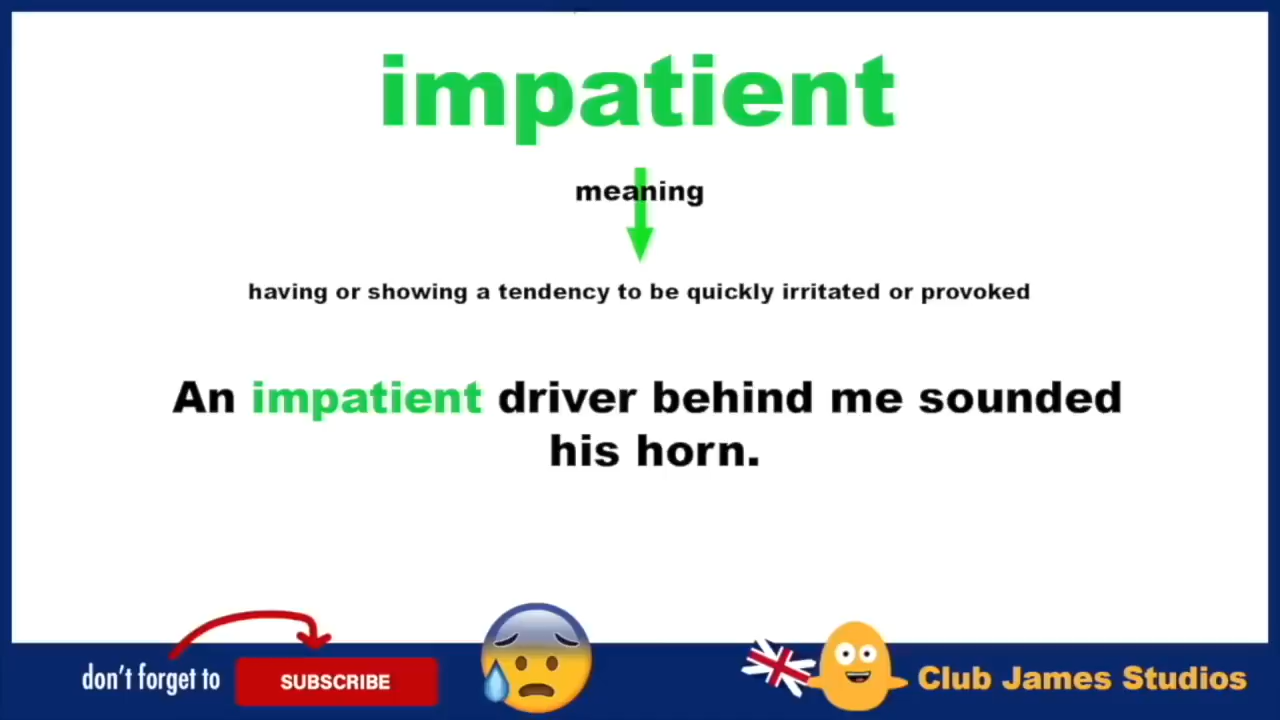 impatient
meaning
having or showing a tendency to be quickly irritated or provoked
An impatient driver behind me sounded
his horn.
don't forget to SUBSCRIBE
Club James Studios